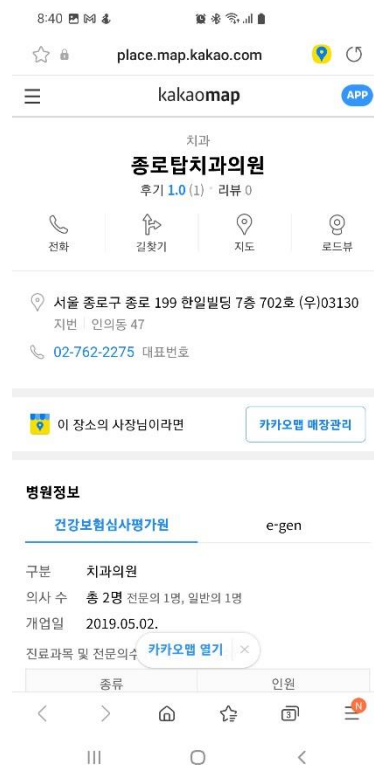 8:40
place.map.kakao.com
kakaomap
APP
치과
종로탑치과의원
후기 1.0 (1) · 리뷰 0
전화 길찾기 지도 로드뷰
서울 종로구 종로 199 한일빌딩 7층 702호 (우)03130
지번 인의동 47
02-762-2275 대표번호
이 장소의 사장님이라면 카카오맵 매장관리
병원정보
건강보험심사평가원 e-gen
구분 치과의원
의사 수 총 2명 전문의 1명, 일반의 1명
개업일 2019.05.02.
진료과목 및 전문의수
카카오맵 열기 ×
종류 인원
3
N